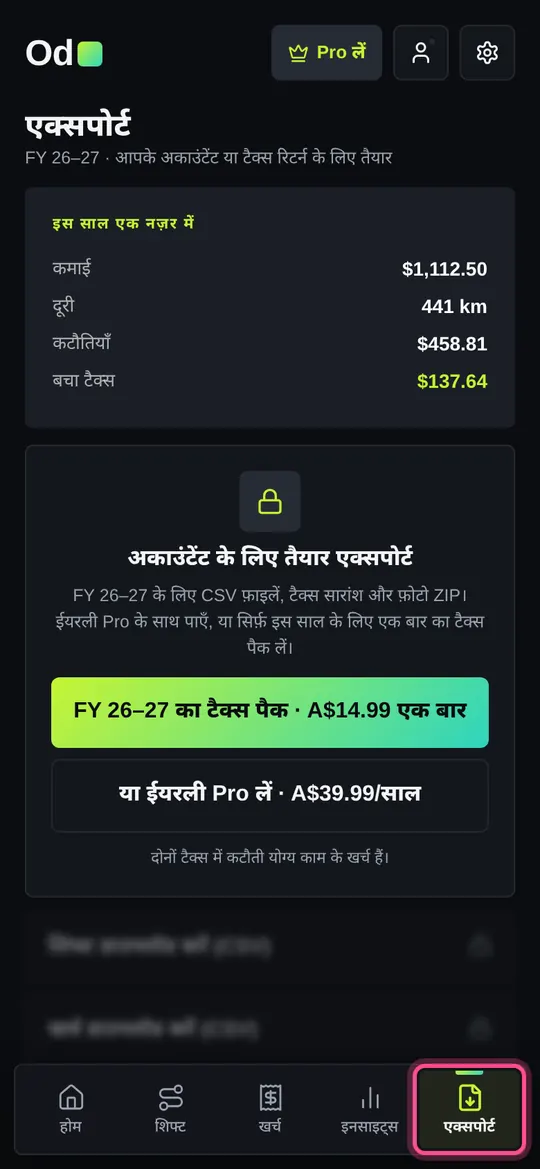 Od
Pro लें
एक्सपोर्ट
FY 26–27 · आपके अकाउंटेंट या टैक्स रिटर्न के लिए तैयार
इस साल एक नज़र में
कमाई $1,112.50
दूरी 441 km
कटौतियाँ $458.81
बचा टैक्स $137.64
अकाउंटेंट के लिए तैयार एक्सपोर्ट
FY 26–27 के लिए CSV फ़ाइलें, टैक्स सारांश और फ़ोटो ZIP।
ईयरली Pro के साथ पाएँ, या सिर्फ़ इस साल के लिए एक बार का टैक्स
पैक लें।
FY 26–27 का टैक्स पैक · A$14.99 एक बार
या ईयरली Pro लें · A$39.99/साल
दोनों टैक्स में कटौती योग्य काम के खर्च हैं।
होम
शिफ्ट
खर्च
इनसाइट्स
एक्सपोर्ट